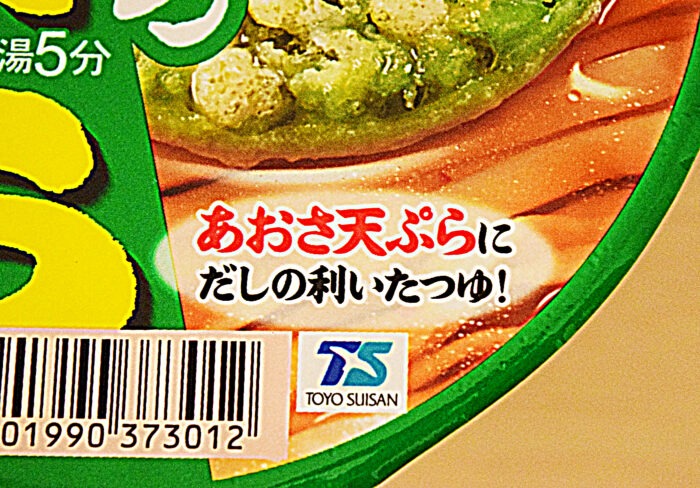 湯5分
あおさ天ぷらに
だしの利いたつゆ!
TS
TOYO SUISAN
01990 373012